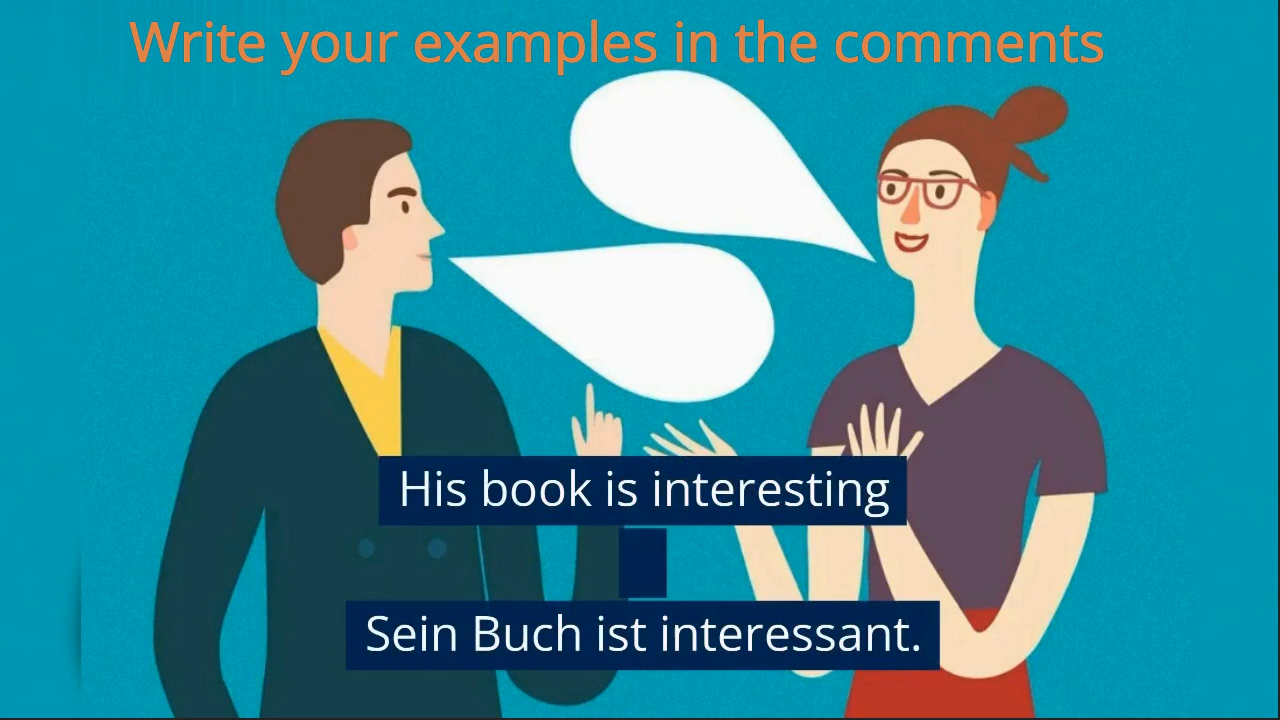 Write your examples in the comments
His book is interesting
Sein Buch ist interessant.